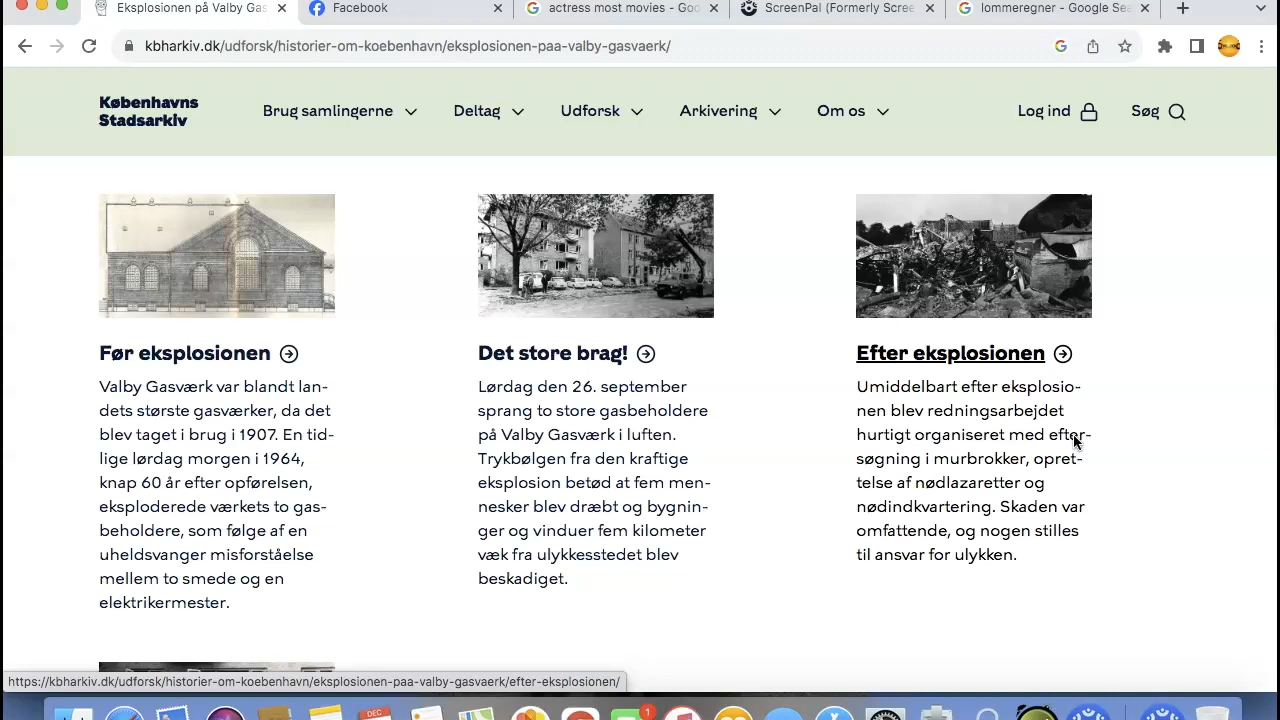 Eksplosionen på Valby Gas
Facebook
actress most movies - Goo
ScreenPal (Formerly Scree
lommeregner - Google Sea
kbharkiv.dk/udforsk/historier-om-koebenhavn/eksplosionen-paa-valby-gasvaerk/
Københavns
Stadsarkiv
Brug samlingerne
Deltag
Udforsk
Arkivering
Om os
Log ind
Søg
Før eksplosionen
Valby Gasværk var blandt lan-
dets største gasværker, da det
blev taget i brug i 1907. En tid-
lige lørdag morgen i 1964,
knap 60 år efter opførelsen,
eksploderede værkets to gas-
beholdere, som følge af en
uheldsvanger misforståelse
mellem to smede og en
elektrikermester.
Det store brag!
Lørdag den 26. september
sprang to store gasbeholdere
på Valby Gasværk i luften.
Trykbølgen fra den kraftige
eksplosion betød at fem men-
nesker blev dræbt og bygnin-
ger og vinduer fem kilometer
væk fra ulykkesstedet blev
beskadiget.
Efter eksplosionen
Umiddelbart efter eksplosio-
nen blev redningsarbejdet
hurtigt organiseret med efter-
søgning i murbrokker, opret-
telse af nødlazaretter og
nødindkvartering. Skaden var
omfattende, og nogen stilles
til ansvar for ulykken.
https://kbharkiv.dk/udforsk/historier-om-koebenhavn/eksplosionen-paa-valby-gasvaerk/efter-eksplosionen/
DEC
1